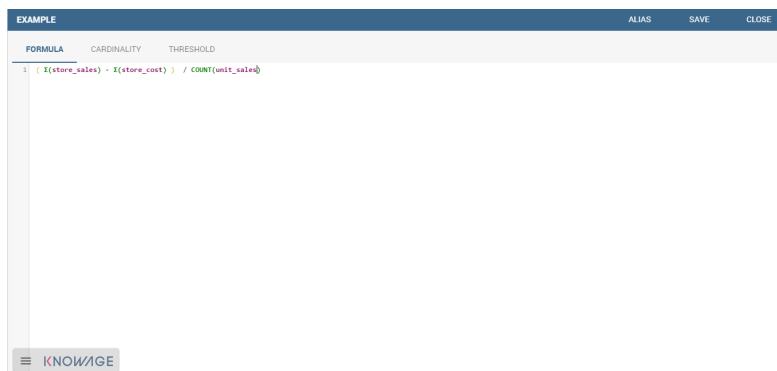 EXAMPLE ALIAS SAVE CLOSE
FORMULA CARDINALITY THRESHOLD
1 ( Σ(store_sales) - Σ(store_cost) ) / COUNT(unit_sales)
KNOWAGE